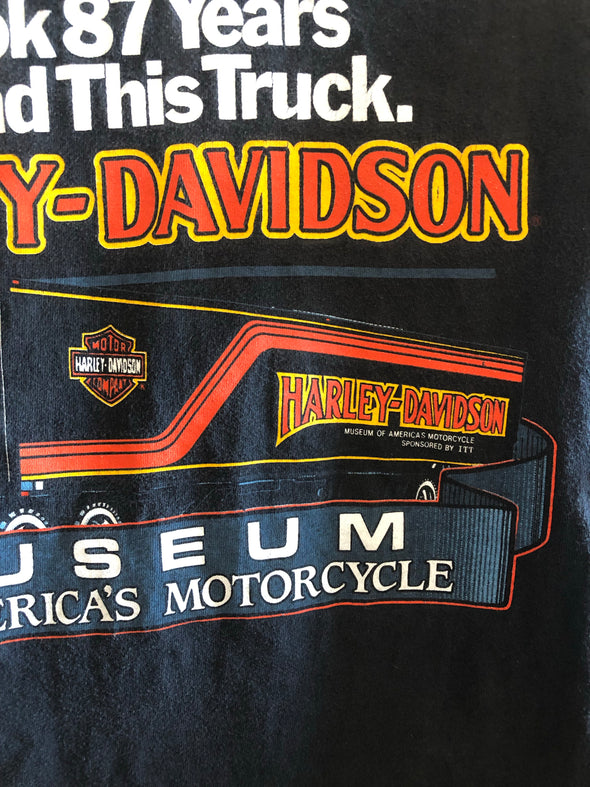 ok 87 Years
d This Truck.
Y-DAVIDSON®
MOTOR
HARLEY-DAVIDSON
COMPANY
®
HARLEY-DAVIDSON
MUSEUM OF AMERICA'S MOTORCYCLE
SPONSORED BY ITT
USEUM
ERICA'S MOTORCYCLE